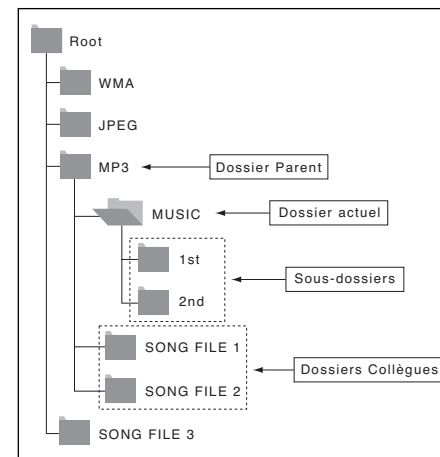 Root
WMA
JPEG
MP3
Dossier Parent
MUSIC
Dossier actuel
1st
Sous-dossiers
2nd
SONG FILE 1
Dossiers Collègues
SONG FILE 2
SONG FILE 3